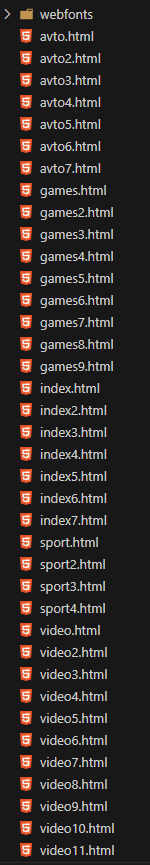 webfonts
avto.html
avto2.html
avto3.html
avto4.html
avto5.html
avto6.html
avto7.html
games.html
games2.html
games3.html
games4.html
games5.html
games6.html
games7.html
games8.html
games9.html
index.html
index2.html
index3.html
index4.html
index5.html
index6.html
index7.html
sport.html
sport2.html
sport3.html
sport4.html
video.html
video2.html
video3.html
video4.html
video5.html
video6.html
video7.html
video8.html
video9.html
video10.html
video11.html